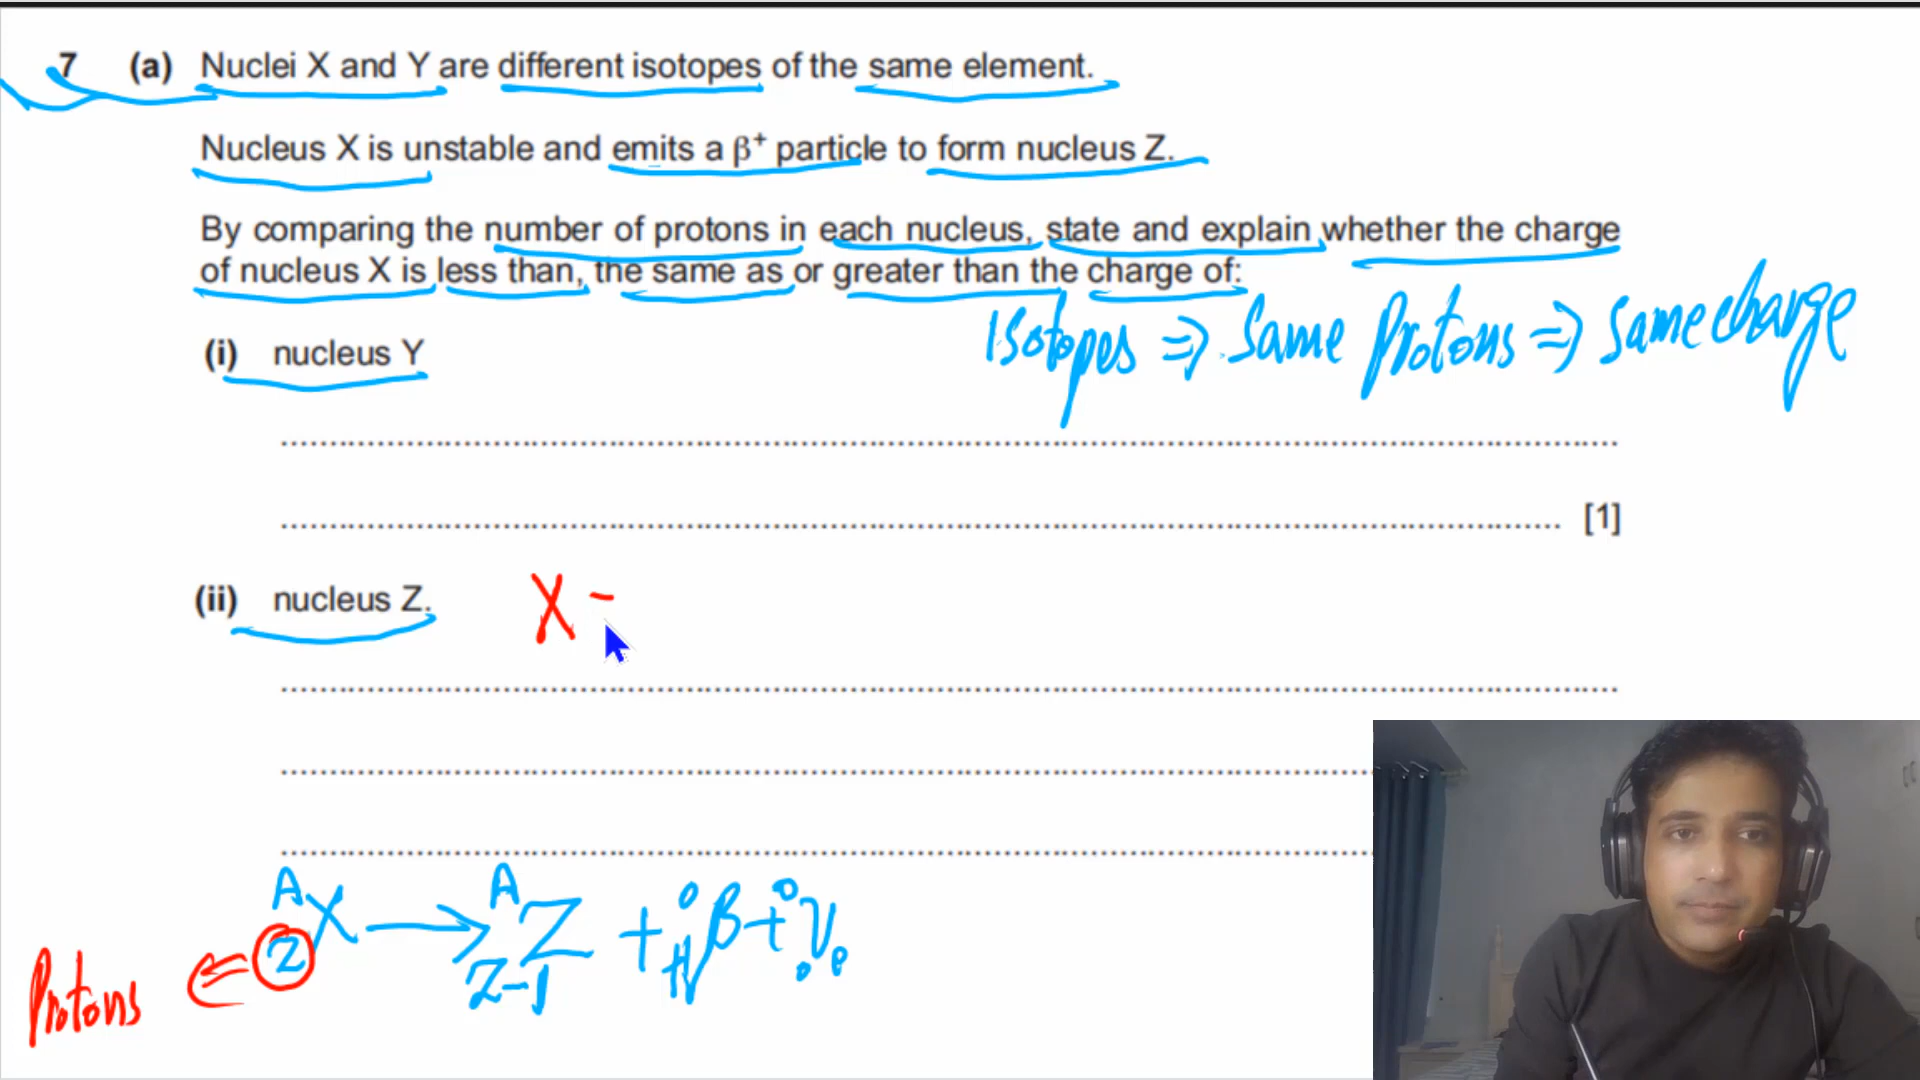 7 (a) Nuclei X and Y are different isotopes of the same element.
Nucleus X is unstable and emits a β⁺ particle to form nucleus Z.
By comparing the number of protons in each nucleus, state and explain whether the charge
of nucleus X is less than, the same as or greater than the charge of:
Isotopes ⇒ Same Protons ⇒ Same charge
(i) nucleus Y
[1]
(ii) nucleus Z. X -
A A 0 0
X → Z + β + νe
Z Z-1 +1 0
Protons ⇐